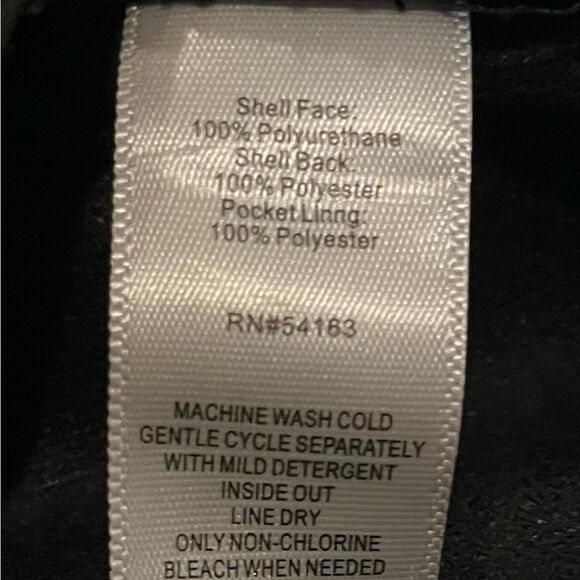 Shell Face:
100% Polyurethane
Shell Back:
100% Polyester
Pocket Linng:
100% Polyester
RN#54163
MACHINE WASH COLD
GENTLE CYCLE SEPARATELY
WITH MILD DETERGENT
INSIDE OUT
LINE DRY
ONLY NON-CHLORINE
BLEACH WHEN NEEDED